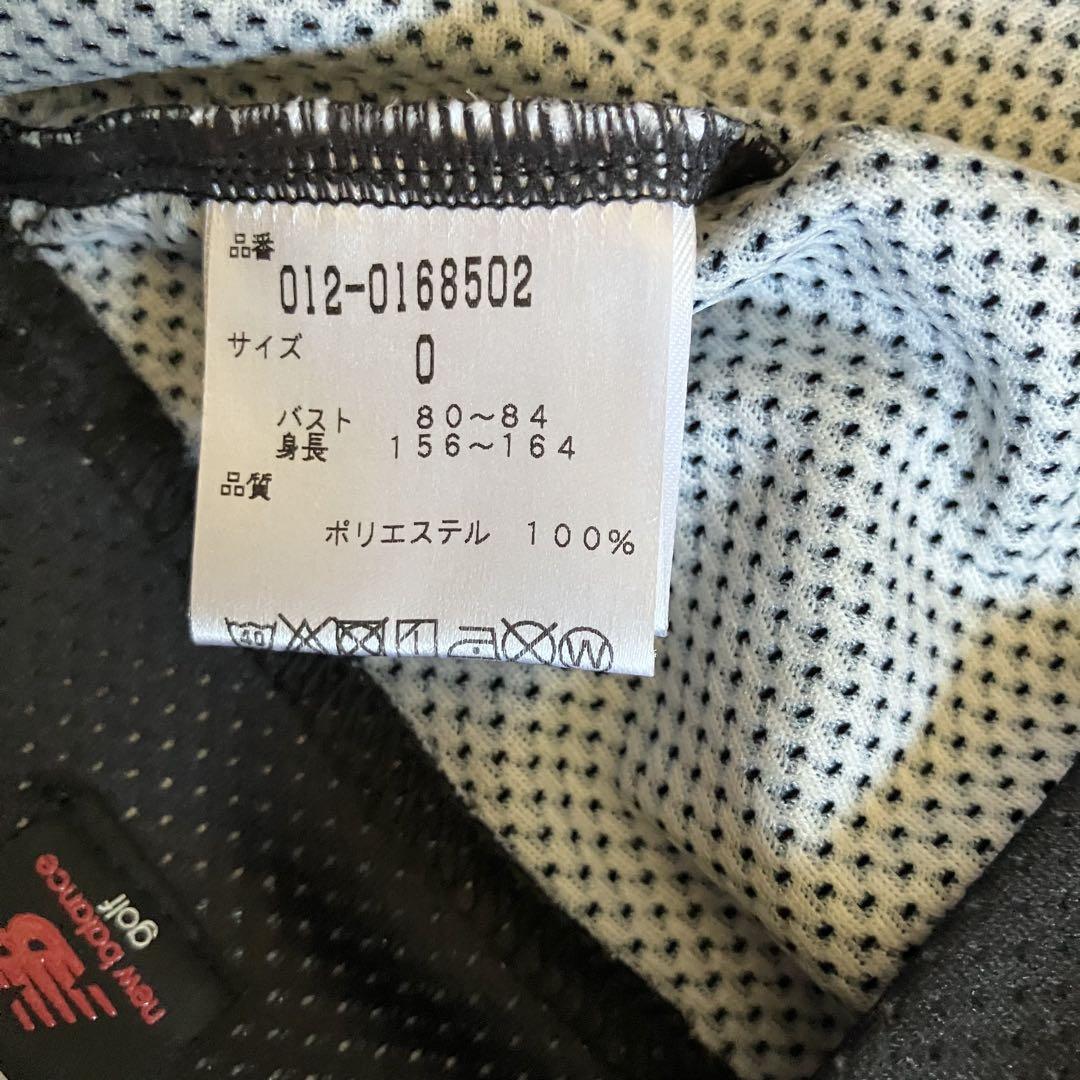 品番
012-0168502
サイズ 0
バスト 80～84
身長 156～164
品質
ポリエステル 100%
40
W
new balance
golf